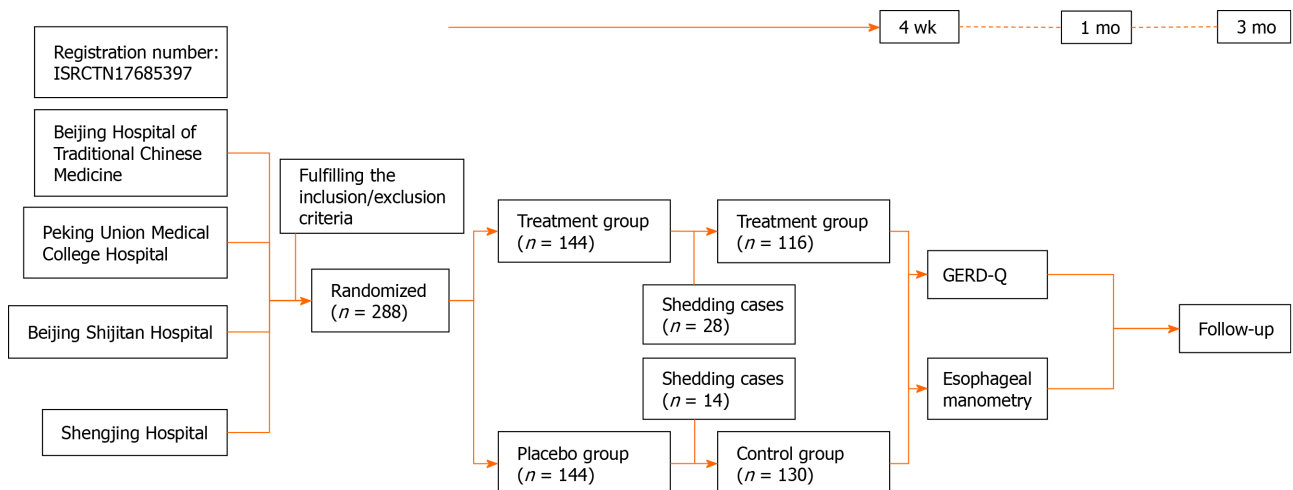 4 wk
1 mo
3 mo
Registration number:
ISRCTN17685397
Beijing Hospital of
Traditional Chinese
Medicine
Peking Union Medical
College Hospital
Beijing Shijitan Hospital
Shengjing Hospital
Fulfilling the
inclusion/exclusion
criteria
Randomized
(n = 288)
Treatment group
(n = 144)
Treatment group
(n = 116)
Shedding cases
(n = 28)
Shedding cases
(n = 14)
Placebo group
(n = 144)
Control group
(n = 130)
GERD-Q
Esophageal
manometry
Follow-up